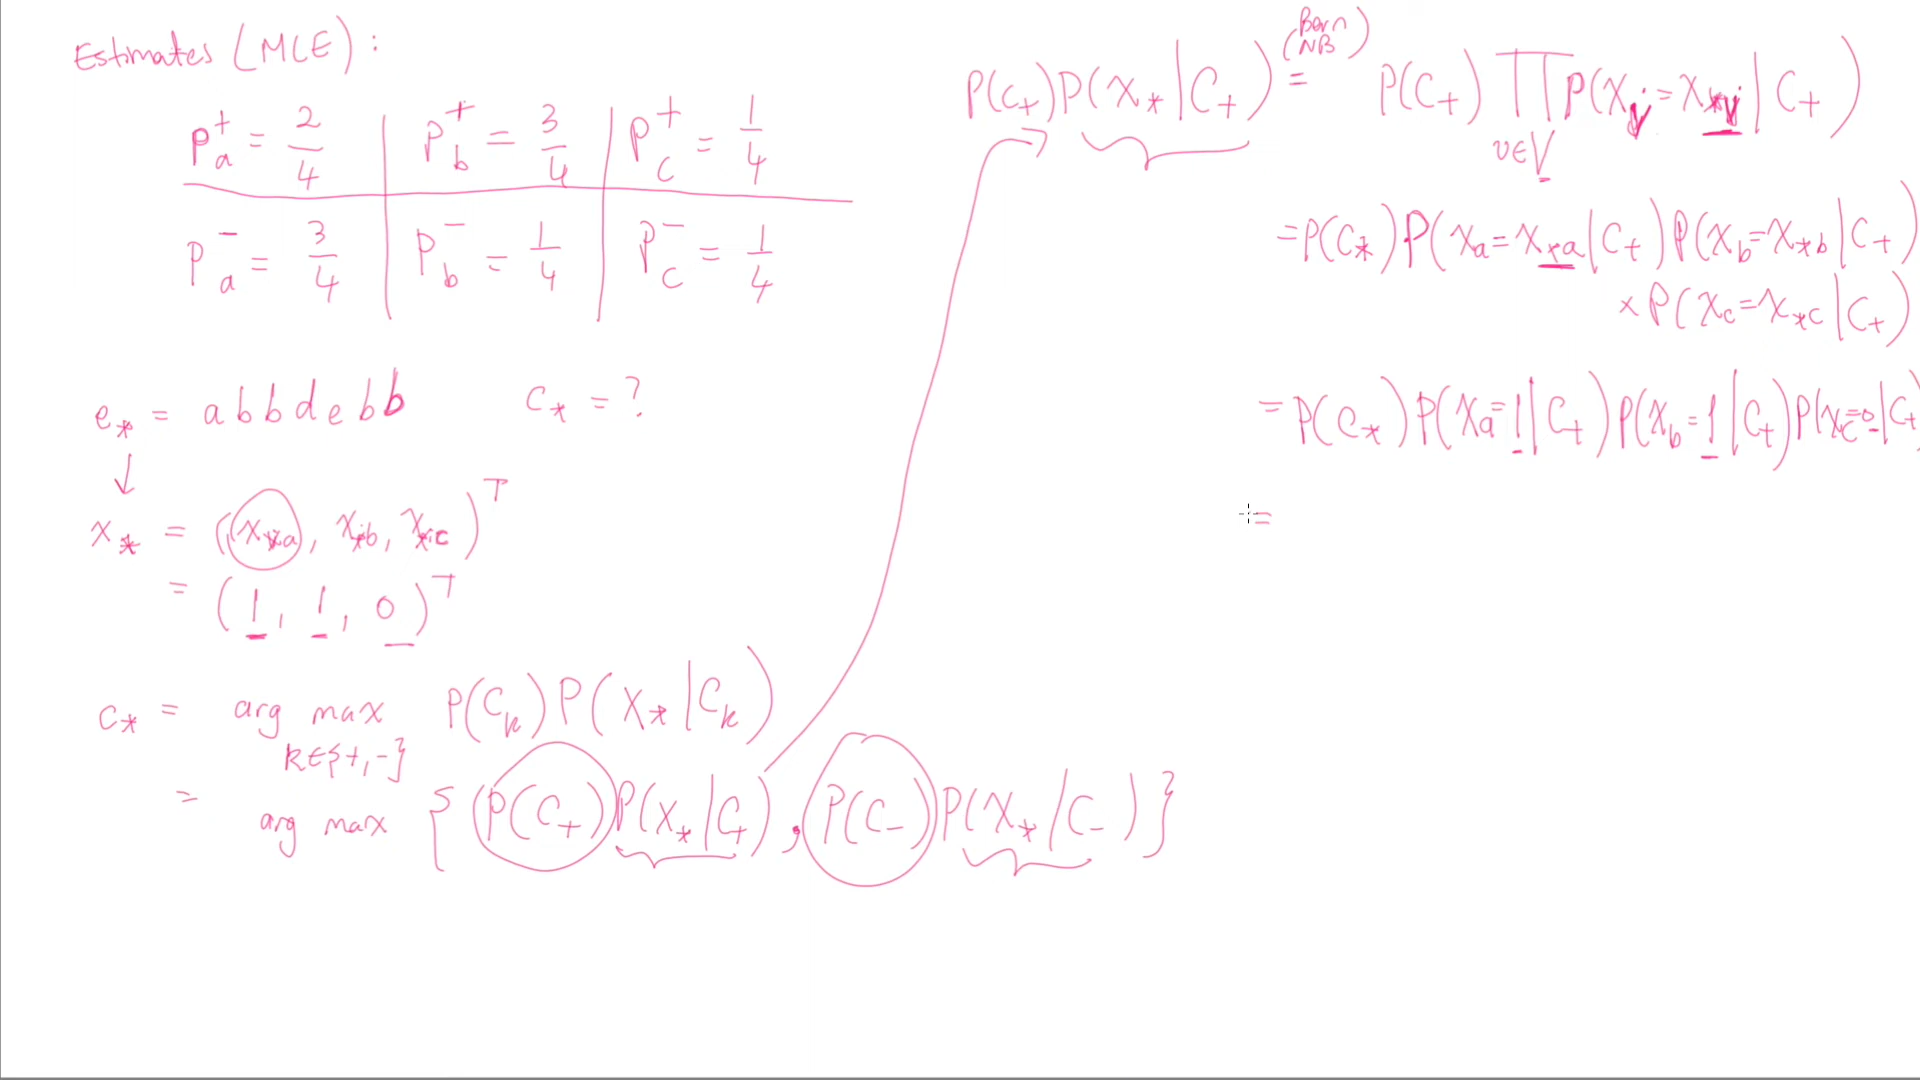 Estimates (MLE) :
P_a^+ = 2/4 | P_b^+ = 3/4 | P_c^+ = 1/4
P_a^- = 3/4 | P_b^- = 1/4 | P_c^- = 1/4
e_* = a b b d e b b    c_* = ?
↓
x_* = (x_{*a}, x_{*b}, x_{*c})^T
= (1, 1, 0)^T
c_* = arg max P(C_k) P(X_* | C_k)
k∈{+,-}
= arg max { P(C_+) P(X_* | C_+), P(C_-) P(X_* | C_-) }
(Bern NB)
P(C_+) P(X_* | C_+) = P(C_+) ∏ P(X_j = x_{*j} | C_+)
v∈V
= P(C_*) P(x_a = x_{*a} | C_+) P(x_b = x_{*b} | C_+)
× P(x_c = x_{*c} | C_+)
= P(C_*) P(x_a = 1 | C_+) P(x_b = 1 | C_+) P(x_c = 0 | C_+
=